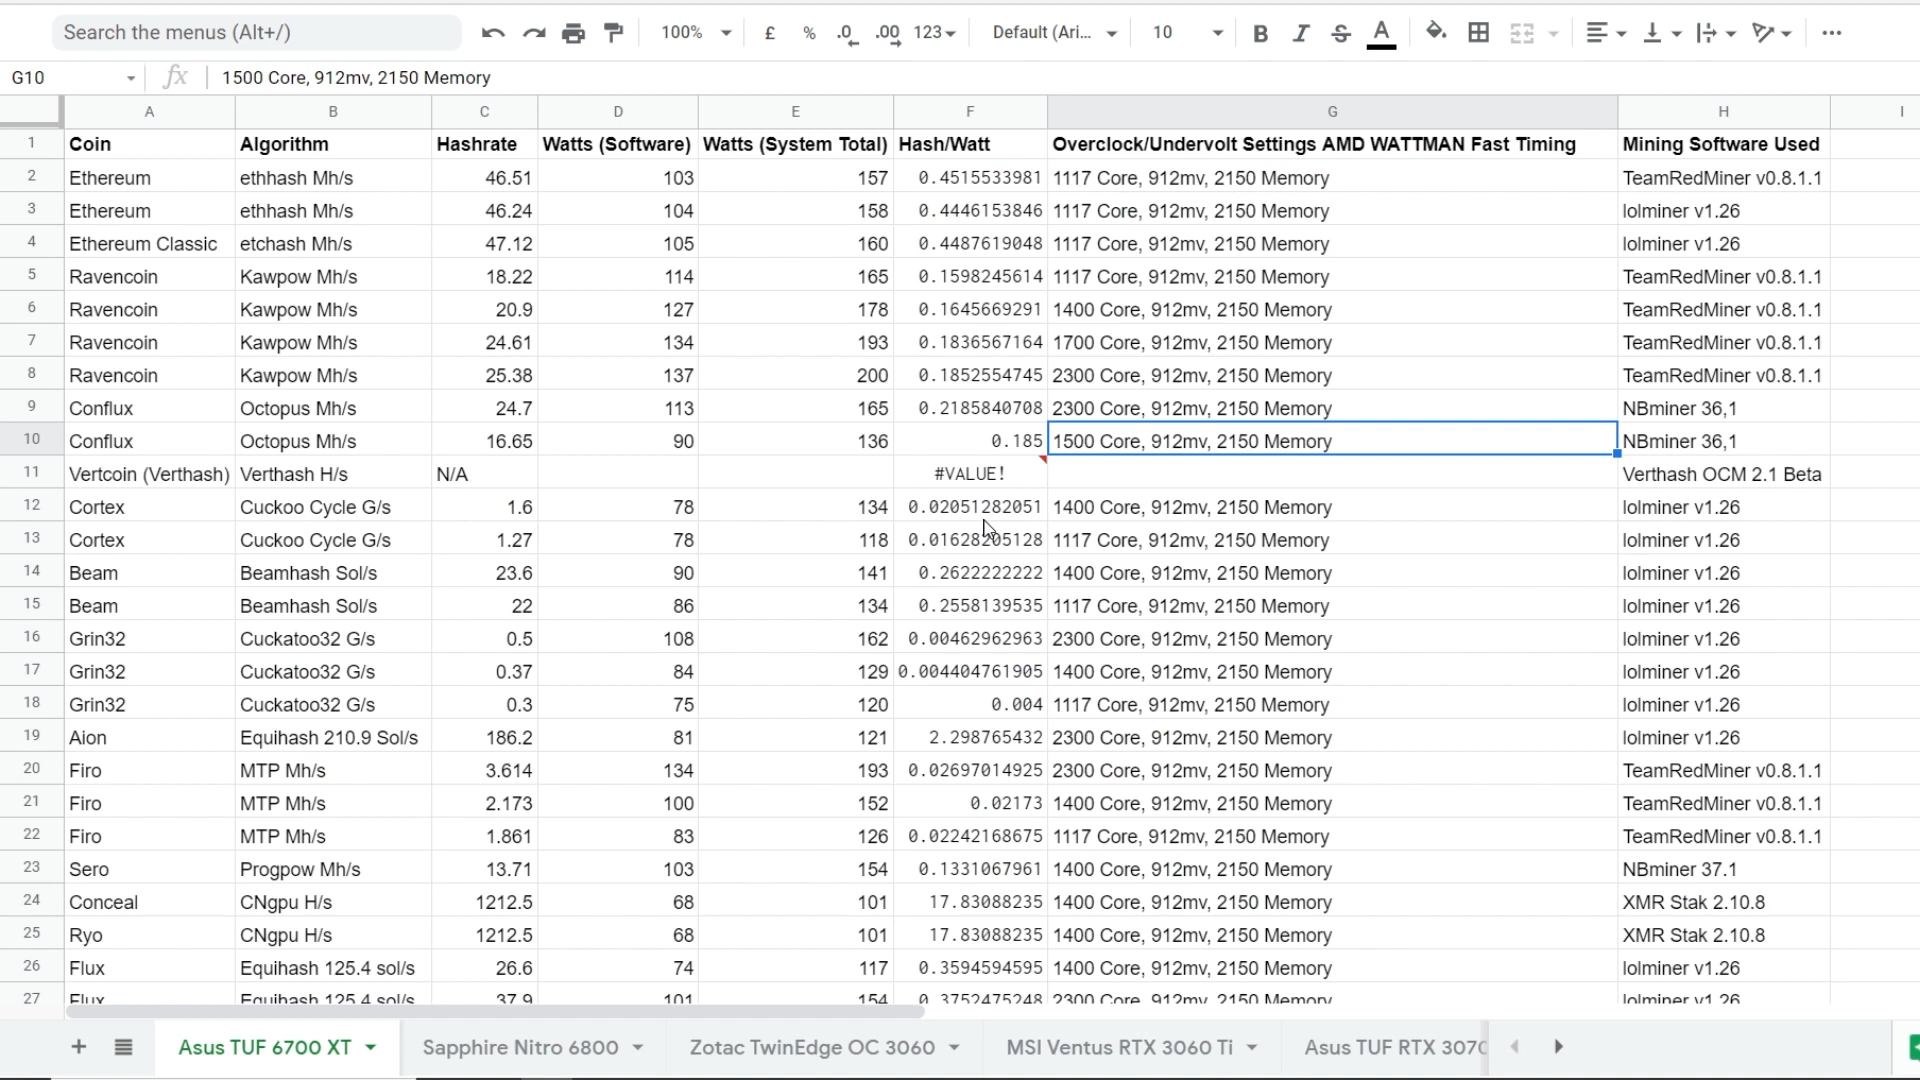 Search the menus (Alt+/) 100% £ % .0 .00 123 Default (Ari... 10 B I S A
G10 fx 1500 Core, 912mv, 2150 Memory
A B C D E F G H I
1 Coin Algorithm Hashrate Watts (Software) Watts (System Total) Hash/Watt Overclock/Undervolt Settings AMD WATTMAN Fast Timing Mining Software Used
2 Ethereum ethhash Mh/s 46.51 103 157 0.4515533981 1117 Core, 912mv, 2150 Memory TeamRedMiner v0.8.1.1
3 Ethereum ethhash Mh/s 46.24 104 158 0.4446153846 1117 Core, 912mv, 2150 Memory lolminer v1.26
4 Ethereum Classic etchash Mh/s 47.12 105 160 0.4487619048 1117 Core, 912mv, 2150 Memory lolminer v1.26
5 Ravencoin Kawpow Mh/s 18.22 114 165 0.1598245614 1117 Core, 912mv, 2150 Memory TeamRedMiner v0.8.1.1
6 Ravencoin Kawpow Mh/s 20.9 127 178 0.1645669291 1400 Core, 912mv, 2150 Memory TeamRedMiner v0.8.1.1
7 Ravencoin Kawpow Mh/s 24.61 134 193 0.1836567164 1700 Core, 912mv, 2150 Memory TeamRedMiner v0.8.1.1
8 Ravencoin Kawpow Mh/s 25.38 137 200 0.1852554745 2300 Core, 912mv, 2150 Memory TeamRedMiner v0.8.1.1
9 Conflux Octopus Mh/s 24.7 113 165 0.2185840708 2300 Core, 912mv, 2150 Memory NBminer 36,1
10 Conflux Octopus Mh/s 16.65 90 136 0.185 1500 Core, 912mv, 2150 Memory NBminer 36,1
11 Vertcoin (Verthash) Verthash H/s N/A #VALUE! Verthash OCM 2.1 Beta
12 Cortex Cuckoo Cycle G/s 1.6 78 134 0.02051282051 1400 Core, 912mv, 2150 Memory lolminer v1.26
13 Cortex Cuckoo Cycle G/s 1.27 78 118 0.01628205128 1117 Core, 912mv, 2150 Memory lolminer v1.26
14 Beam Beamhash Sol/s 23.6 90 141 0.2622222222 1400 Core, 912mv, 2150 Memory lolminer v1.26
15 Beam Beamhash Sol/s 22 86 134 0.2558139535 1117 Core, 912mv, 2150 Memory lolminer v1.26
16 Grin32 Cuckatoo32 G/s 0.5 108 162 0.00462962963 2300 Core, 912mv, 2150 Memory lolminer v1.26
17 Grin32 Cuckatoo32 G/s 0.37 84 129 0.004404761905 1400 Core, 912mv, 2150 Memory lolminer v1.26
18 Grin32 Cuckatoo32 G/s 0.3 75 120 0.004 1117 Core, 912mv, 2150 Memory lolminer v1.26
19 Aion Equihash 210.9 Sol/s 186.2 81 121 2.298765432 2300 Core, 912mv, 2150 Memory lolminer v1.26
20 Firo MTP Mh/s 3.614 134 193 0.02697014925 2300 Core, 912mv, 2150 Memory TeamRedMiner v0.8.1.1
21 Firo MTP Mh/s 2.173 100 152 0.02173 1400 Core, 912mv, 2150 Memory TeamRedMiner v0.8.1.1
22 Firo MTP Mh/s 1.861 83 126 0.02242168675 1117 Core, 912mv, 2150 Memory TeamRedMiner v0.8.1.1
23 Sero Progpow Mh/s 13.71 103 154 0.1331067961 1400 Core, 912mv, 2150 Memory NBminer 37.1
24 Conceal CNgpu H/s 1212.5 68 101 17.83088235 1400 Core, 912mv, 2150 Memory XMR Stak 2.10.8
25 Ryo CNgpu H/s 1212.5 68 101 17.83088235 1400 Core, 912mv, 2150 Memory XMR Stak 2.10.8
26 Flux Equihash 125.4 sol/s 26.6 74 117 0.3594594595 1400 Core, 912mv, 2150 Memory lolminer v1.26
27 Flux Equihash 125.4 sol/s 37.9 101 154 0.3752475248 2300 Core, 912mv, 2150 Memory lolminer v1.26
Asus TUF 6700 XT Sapphire Nitro 6800 Zotac TwinEdge OC 3060 MSI Ventus RTX 3060 Ti Asus TUF RTX 3070